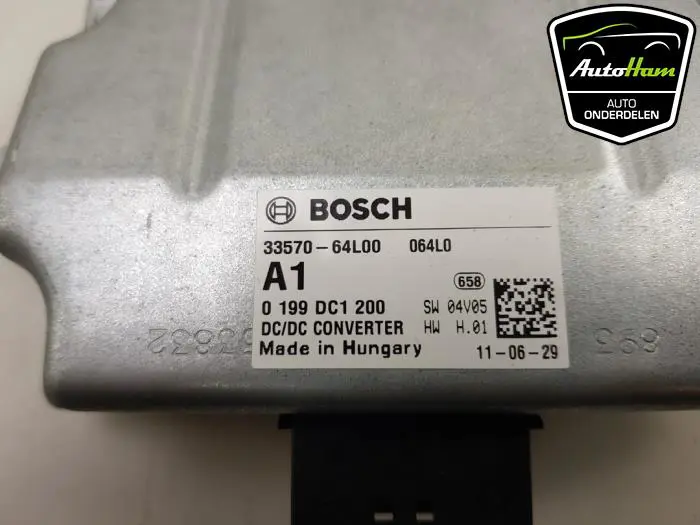 AutoHam
AUTO
ONDERDELEN
BOSCH
33570-64L00 064L0
A1
658
0 199 DC1 200 SW 04V05
DC/DC CONVERTER HW H.01
Made in Hungary 11-06-29
893